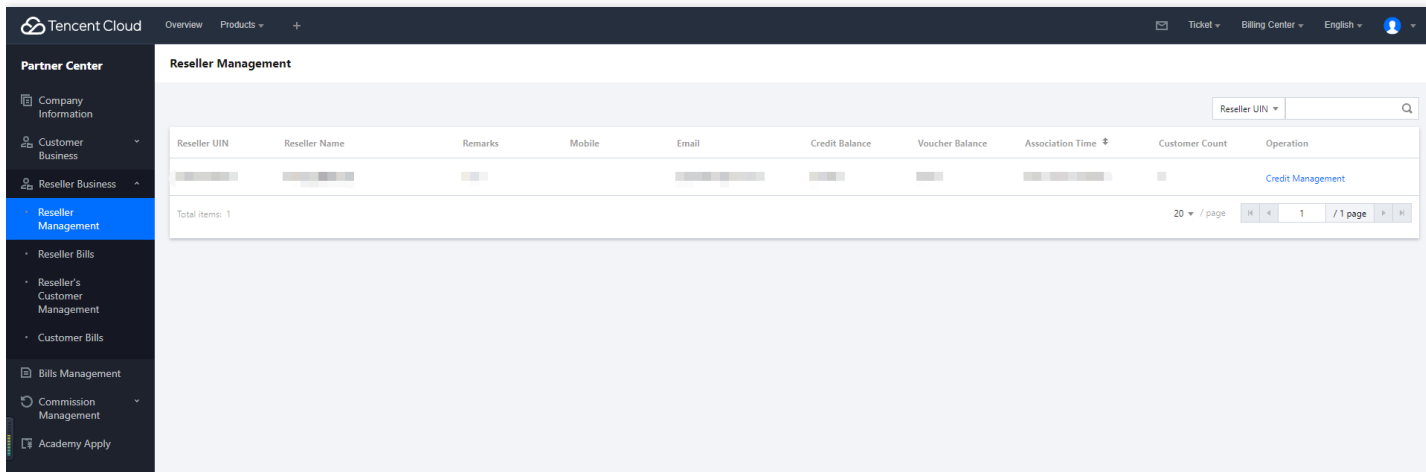 Tencent Cloud
Overview
Products
+
Ticket
Billing Center
English
Partner Center
Company
Information
Customer
Business
Reseller Business
Reseller
Management
Reseller Bills
Reseller's
Customer
Management
Customer Bills
Bills Management
Commission
Management
Academy Apply
Reseller Management
Reseller UIN
Reseller UIN
Reseller Name
Remarks
Mobile
Email
Credit Balance
Voucher Balance
Association Time
Customer Count
Operation
Credit Management
Total items: 1
20 / page
1
/ 1 page